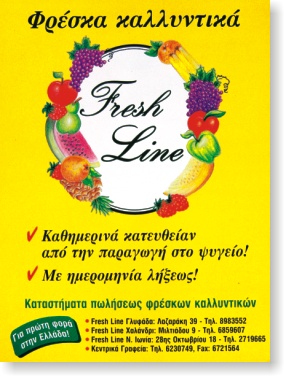 Φρέσκα καλλυντικά
Fresh
Line
✓ Καθημερινά κατευθείαν
από την παραγωγή στο ψυγείο!
✓ Με ημερομηνία λήξεως!
Καταστήματα πωλήσεως φρέσκων καλλυντικών
Για πρώτη φορά
στην Ελλάδα!
• Fresh Line Γλυφάδα: Λαζαράκη 39 - Τηλ. 8983552
• Fresh Line Χαλάνδρι: Μιλτιάδου 9 - Τηλ. 6859607
• Fresh Line Ν. Ιωνία: 28ης Οκτωβρίου 18 - Τηλ. 2719665
• Κεντρικά Γραφεία: Τηλ. 6230749, Fax: 6721564